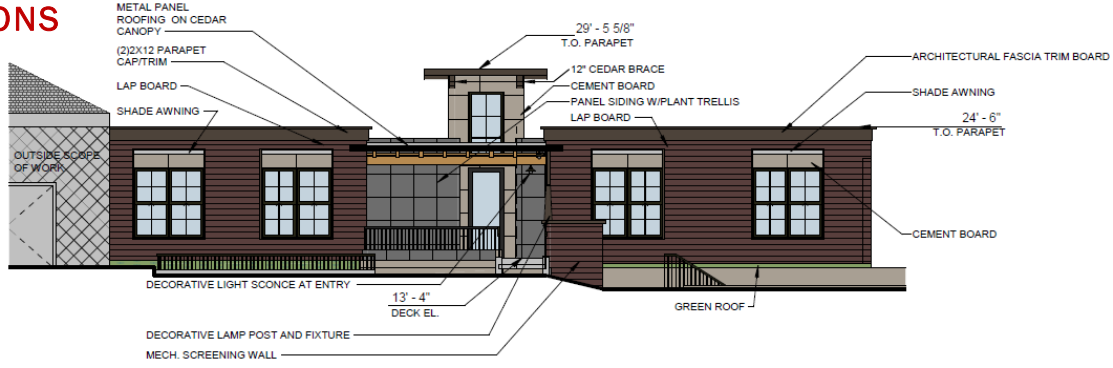 ONS
METAL PANEL
ROOFING ON CEDAR
CANOPY
(2)2X12 PARAPET
CAP/TRIM
LAP BOARD
SHADE AWNING
OUTSIDE SCOPE
OF WORK
29' - 5 5/8"
T.O. PARAPET
12" CEDAR BRACE
CEMENT BOARD
PANEL SIDING W/PLANT TRELLIS
LAP BOARD
ARCHITECTURAL FASCIA TRIM BOARD
SHADE AWNING
24' - 6"
T.O. PARAPET
CEMENT BOARD
GREEN ROOF
DECORATIVE LIGHT SCONCE AT ENTRY
13' - 4"
DECK EL.
DECORATIVE LAMP POST AND FIXTURE
MECH. SCREENING WALL